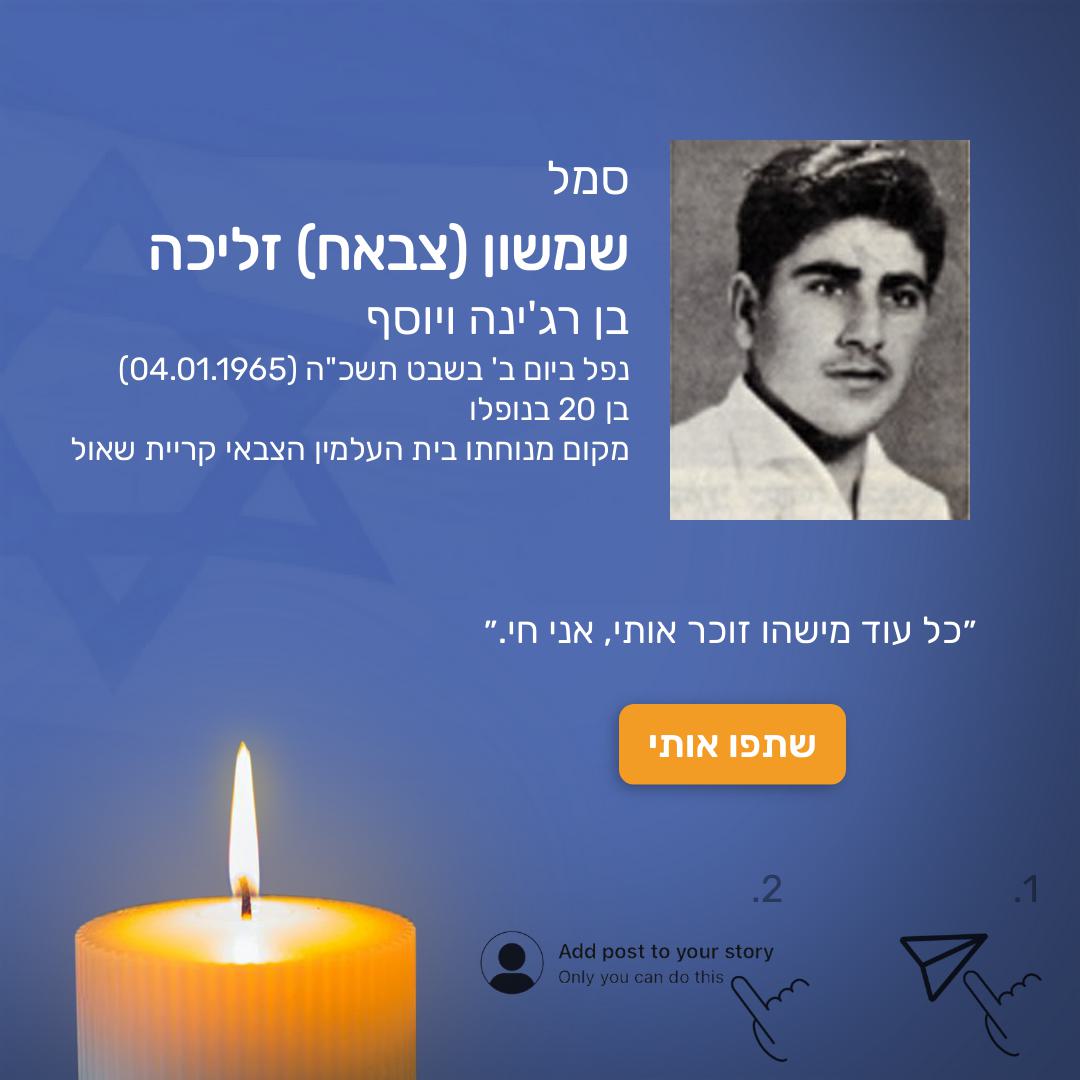 סמל
שמשון (צבאח) זליכה
בן רג'ינה ויוסף
נפל ביום ב' בשבט תשכ"ה (04.01.1965)
בן 20 בנופלו
מקום מנוחתו בית העלמין הצבאי קריית שאול
״כל עוד מישהו זוכר אותי, אני חי.״
שתפו אותי
1.
2.
Add post to your story
Only you can do this